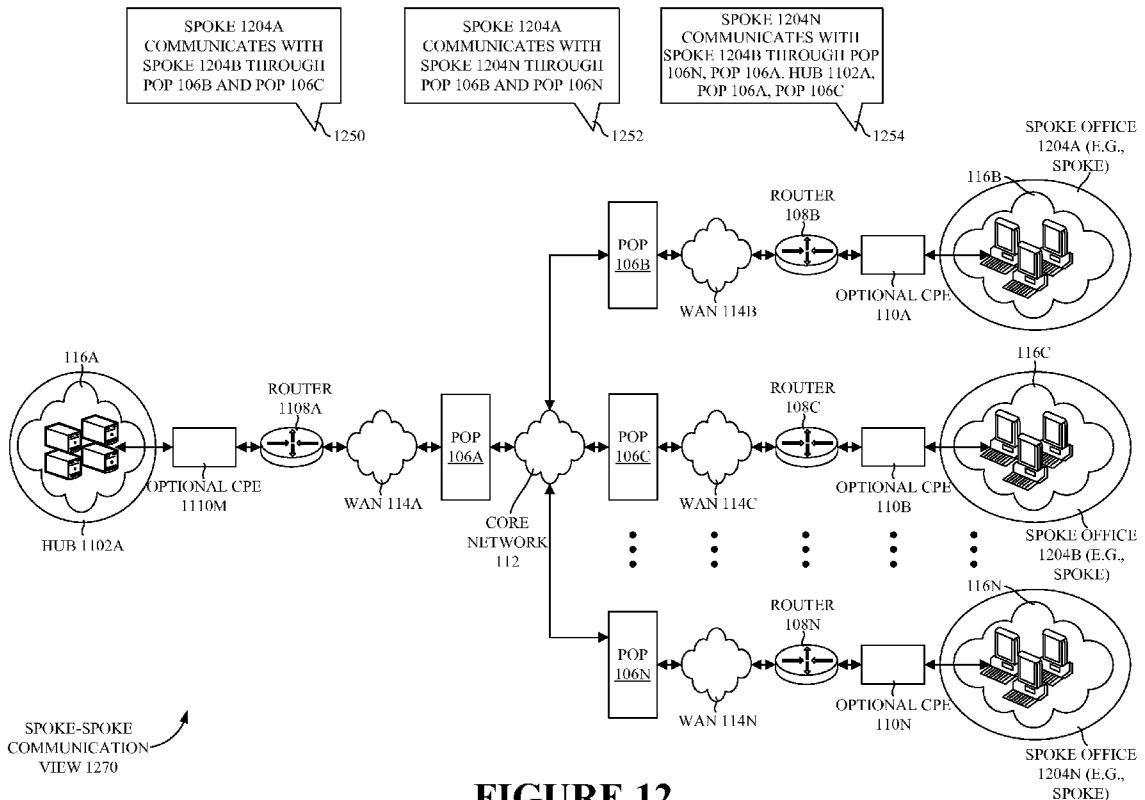 SPOKE 1204A
COMMUNICATES WITH
SPOKE 1204B THROUGH
POP 106B AND POP 106C
1250
SPOKE 1204A
COMMUNICATES WITH
SPOKE 1204N THROUGH
POP 106B AND POP 106N
1252
SPOKE 1204N
COMMUNICATES WITH
SPOKE 1204B THROUGH POP
106N, POP 106A. HUB 1102A,
POP 106A, POP 106C
1254
SPOKE OFFICE
1204A (E.G.,
SPOKE)
116B
ROUTER
108B
POP
106B
WAN 114B
OPTIONAL CPE
110A
116A
ROUTER
1108A
POP
106A
OPTIONAL CPE
1110M
WAN 114A
HUB 1102A
CORE
NETWORK
112
116C
ROUTER
108C
POP
106C
WAN 114C
OPTIONAL CPE
110B
SPOKE OFFICE
1204B (E.G.,
SPOKE)
116N
ROUTER
108N
POP
106N
WAN 114N
OPTIONAL CPE
110N
SPOKE OFFICE
1204N (E.G.,
SPOKE)
SPOKE-SPOKE
COMMUNICATION
VIEW 1270
FIGURE 12